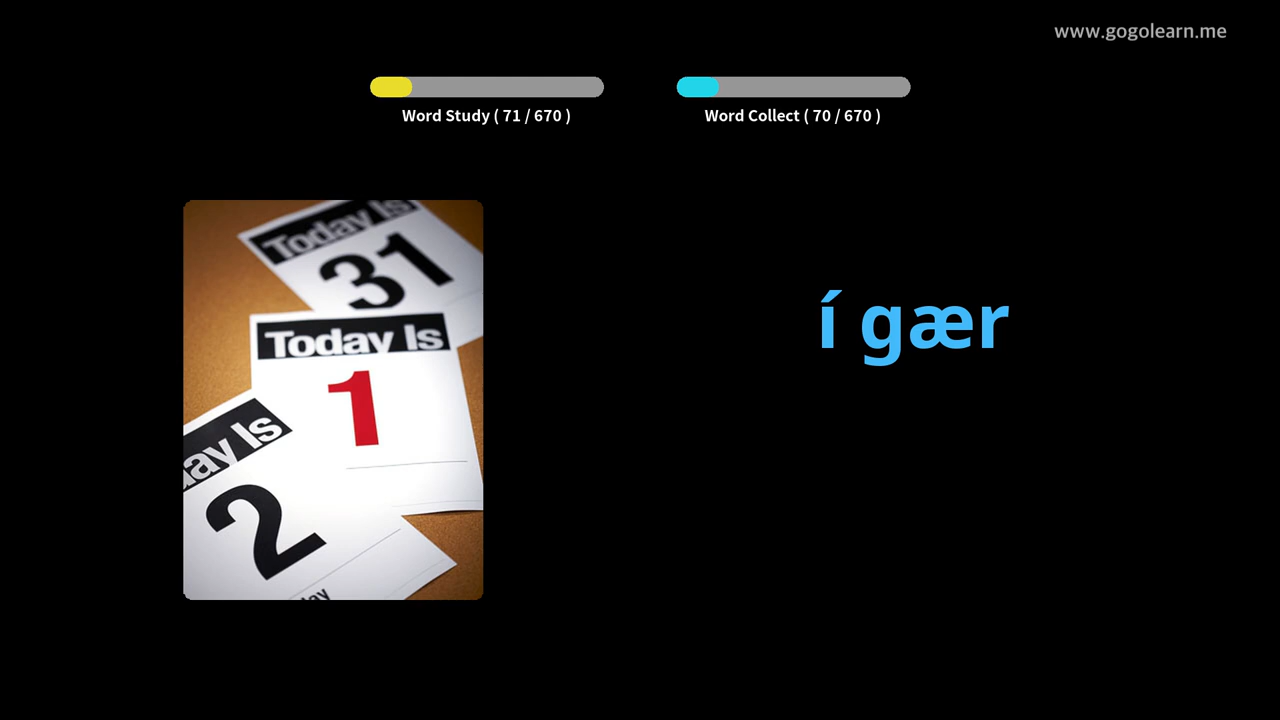 www.gogolearn.me
Word Study ( 71 / 670 )
Word Collect ( 70 / 670 )
Today Is
31
Today Is
1
ay Is
2
í gær